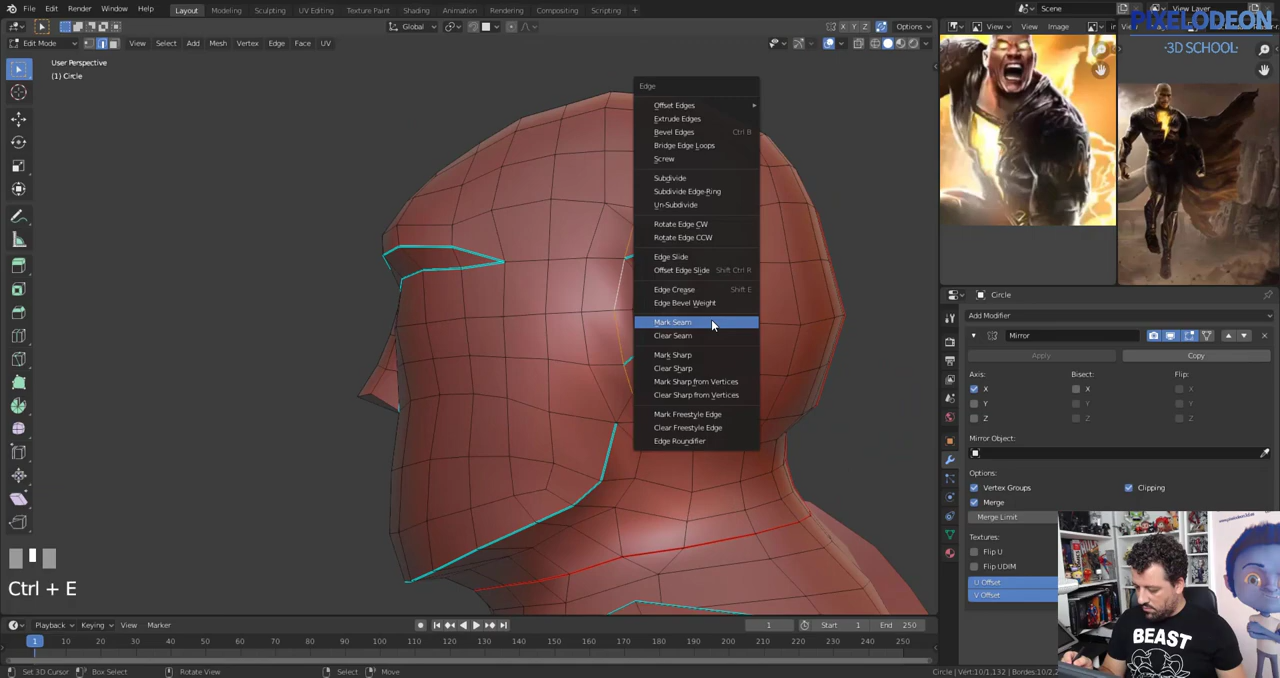 File Edit Render Window Help Layout Modeling Sculpting UV Editing Texture Paint Shading Animation Rendering Compositing Scripting + Scene View Layer
PIXELODEON
-3D SCHOOL-
Global Options
View Image View
Edit Mode View Select Add Mesh Vertex Edge Face UV
X Y Z
User Perspective
(1) Circle
Edge
Offset Edges
Extrude Edges
Bevel Edges Ctrl B
Bridge Edge Loops
Screw
Subdivide
Subdivide Edge-Ring
Un-Subdivide
Rotate Edge CW
Rotate Edge CCW
Edge Slide
Offset Edge Slide Shift Ctrl R
Edge Crease Shift E
Edge Bevel Weight
Mark Seam
Clear Seam
Mark Sharp
Clear Sharp
Mark Sharp from Vertices
Clear Sharp from Vertices
Mark Freestyle Edge
Clear Freestyle Edge
Edge Roundifier
Circle
Add Modifier
Mirror
Apply Copy
Axis: Bisect: Flip:
X X X
Y Y Y
Z Z Z
Mirror Object:
Options:
Vertex Groups Clipping
Merge
Merge Limit
Textures:
Flip U
Flip UDIM
U Offset
V Offset
BEAST
Ctrl + E
Playback Keying View Marker 1 Start 1 End 250
1 10 20 30 40 50 60 70 80 90 100 110 120 130 140 150 160 170 180 190 200 210 220 230 240 250
Set 3D Cursor Box Select Rotate View Select Move Circle | Vert:10/1.132 | Bordes:10/2.2